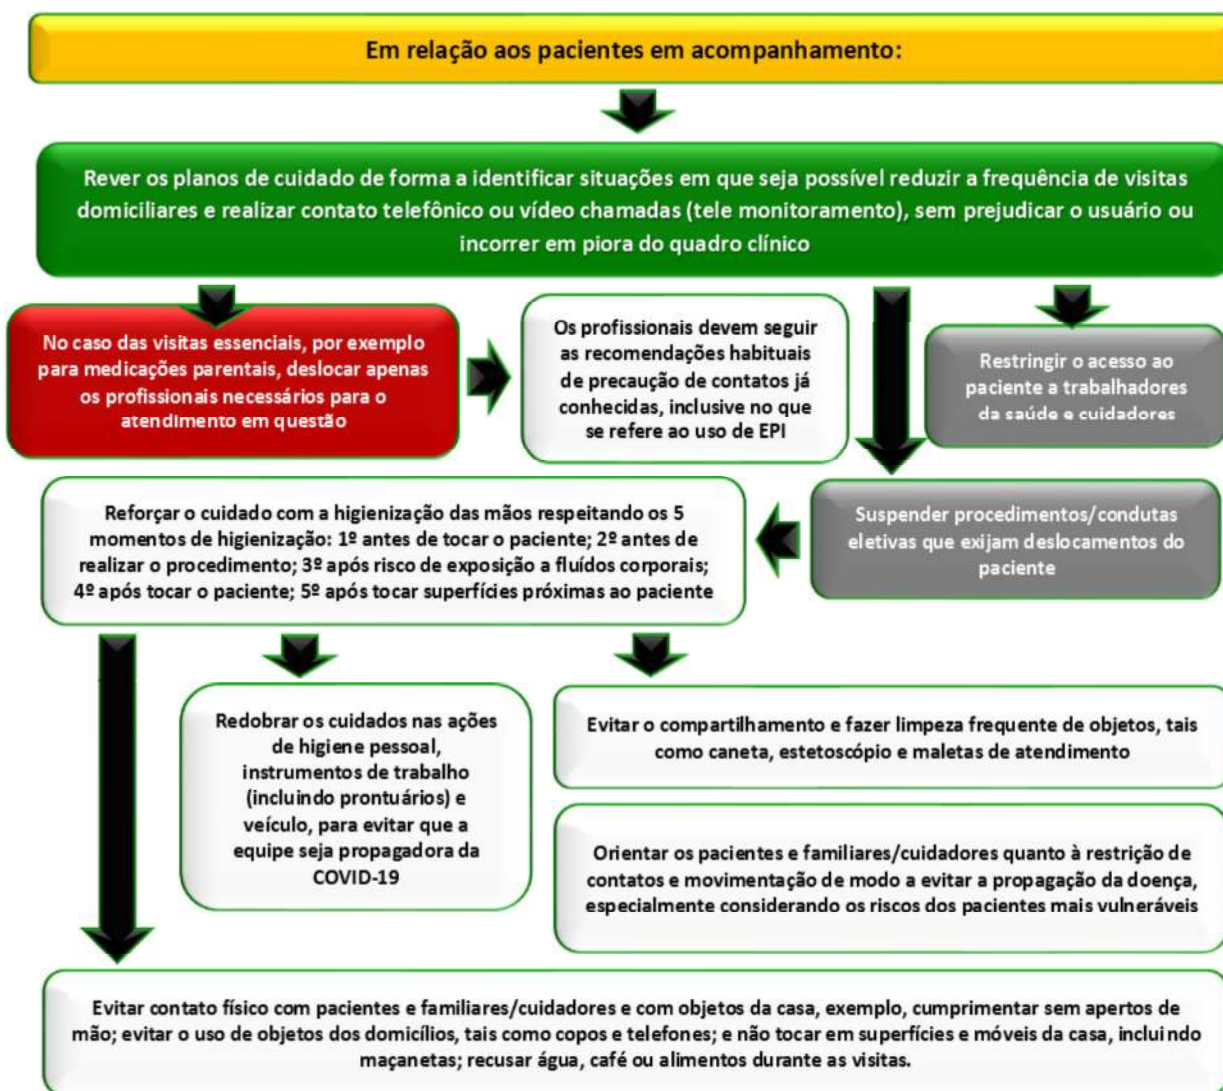 Em relação aos pacientes em acompanhamento:
Rever os planos de cuidado de forma a identificar situações em que seja possível reduzir a frequência de visitas
domiciliares e realizar contato telefônico ou vídeo chamadas (tele monitoramento), sem prejudicar o usuário ou
incorrer em piora do quadro clínico
No caso das visitas essenciais, por exemplo
para medicações parentais, deslocar apenas
os profissionais necessários para o
atendimento em questão
Os profissionais devem seguir
as recomendações habituais
de precaução de contatos já
conhecidas, inclusive no que
se refere ao uso de EPI
Restringir o acesso ao
paciente a trabalhadores
da saúde e cuidadores
Reforçar o cuidado com a higienização das mãos respeitando os 5
momentos de higienização: 1º antes de tocar o paciente; 2º antes de
realizar o procedimento; 3º após risco de exposição a fluídos corporais;
4º após tocar o paciente; 5º após tocar superfícies próximas ao paciente
Suspender procedimentos/condutas
eletivas que exijam deslocamentos do
paciente
Redobrar os cuidados nas ações
de higiene pessoal,
instrumentos de trabalho
(incluindo prontuários) e
veículo, para evitar que a
equipe seja propagadora da
COVID-19
Evitar o compartilhamento e fazer limpeza frequente de objetos, tais
como caneta, estetoscópio e maletas de atendimento
Orientar os pacientes e familiares/cuidadores quanto à restrição de
contatos e movimentação de modo a evitar a propagação da doença,
especialmente considerando os riscos dos pacientes mais vulneráveis
Evitar contato físico com pacientes e familiares/cuidadores e com objetos da casa, exemplo, cumprimentar sem apertos de
mão; evitar o uso de objetos dos domicílios, tais como copos e telefones; e não tocar em superfícies e móveis da casa, incluindo
maçanetas; recusar água, café ou alimentos durante as visitas.